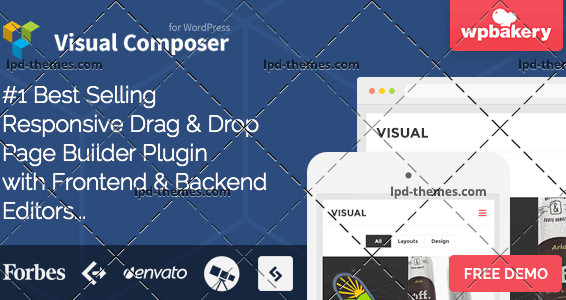 for WordPress
Visual Composer
wpbakery
lpd-themes.com
lpd-themes.com
#1 Best Selling
Responsive Drag & Drop
Page Builder Plugin
with Frontend & Backend
Editors...
VISUAL
lpd-themes.com
lpd-themes.com
VISUAL
All
Layouts
Design
Forbes
envato
FREE DEMO